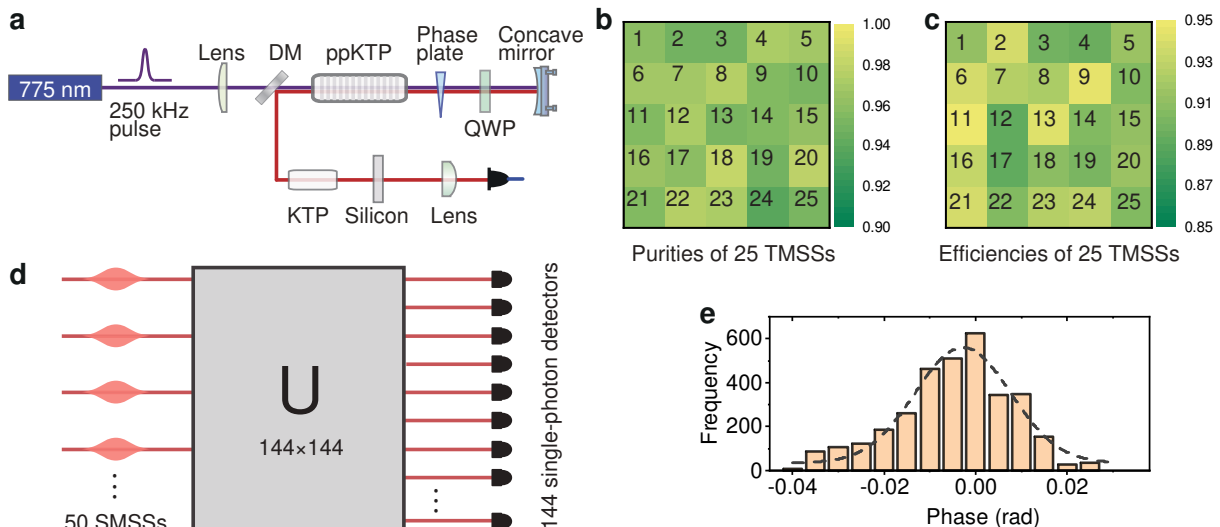 a
775 nm
250 kHz
pulse
Lens
DM
ppKTP
Phase
plate
Concave
mirror
QWP
KTP
Silicon
Lens
b
1 2 3 4 5
6 7 8 9 10
11 12 13 14 15
16 17 18 19 20
21 22 23 24 25
1.00
0.98
0.96
0.94
0.92
0.90
Purities of 25 TMSSs
c
1 2 3 4 5
6 7 8 9 10
11 12 13 14 15
16 17 18 19 20
21 22 23 24 25
0.95
0.93
0.91
0.89
0.87
0.85
Efficiencies of 25 TMSSs
d
U
144×144
50 SMSSs
144 single-photon detectors
e
Frequency
600
400
200
0
-0.04 -0.02 0.00 0.02
Phase (rad)